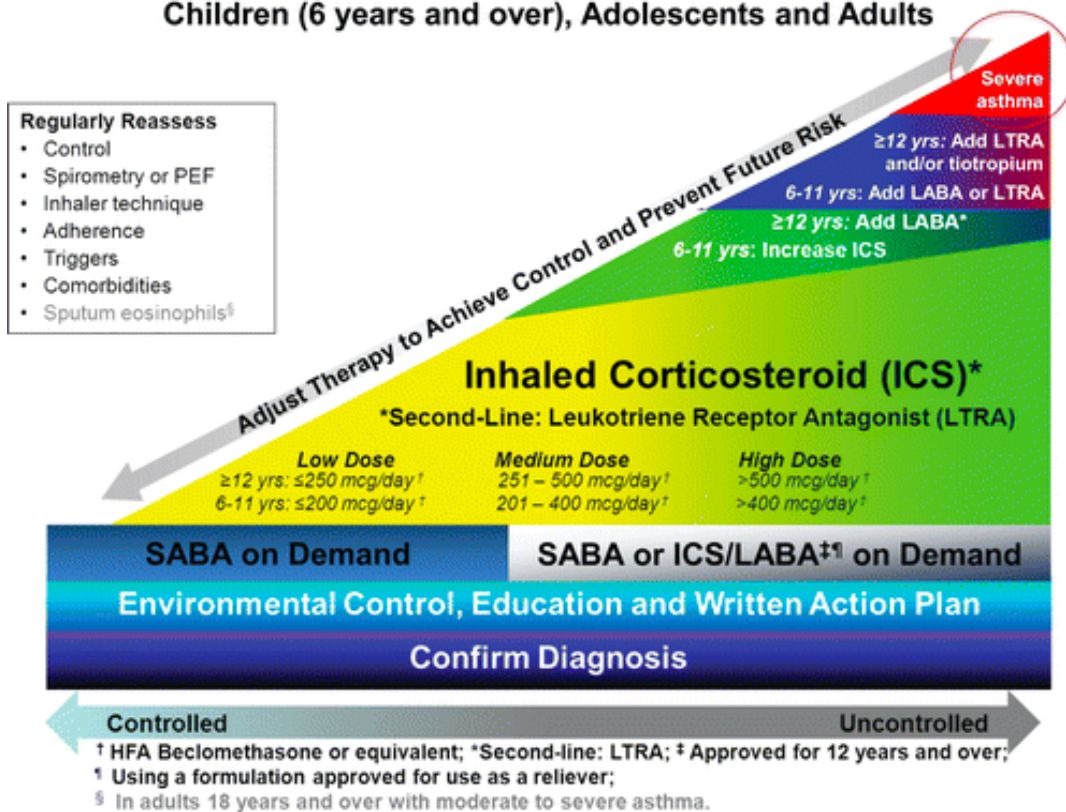 Children (6 years and over), Adolescents and Adults
Regularly Reassess
• Control
• Spirometry or PEF
• Inhaler technique
• Adherence
• Triggers
• Comorbidities
• Sputum eosinophils§
Adjust Therapy to Achieve Control and Prevent Future Risk
Severe
asthma
≥12 yrs: Add LTRA
and/or tiotropium
6-11 yrs: Add LABA or LTRA
≥12 yrs: Add LABA*
6-11 yrs: Increase ICS
Inhaled Corticosteroid (ICS)*
*Second-Line: Leukotriene Receptor Antagonist (LTRA)
Low Dose Medium Dose High Dose
≥12 yrs: ≤250 mcg/day† 251 – 500 mcg/day† >500 mcg/day†
6-11 yrs: ≤200 mcg/day† 201 – 400 mcg/day† >400 mcg/day†
SABA on Demand SABA or ICS/LABA‡¶ on Demand
Environmental Control, Education and Written Action Plan
Confirm Diagnosis
Controlled Uncontrolled
† HFA Beclomethasone or equivalent; *Second-line: LTRA; ‡ Approved for 12 years and over;
¶ Using a formulation approved for use as a reliever;
§ In adults 18 years and over with moderate to severe asthma.